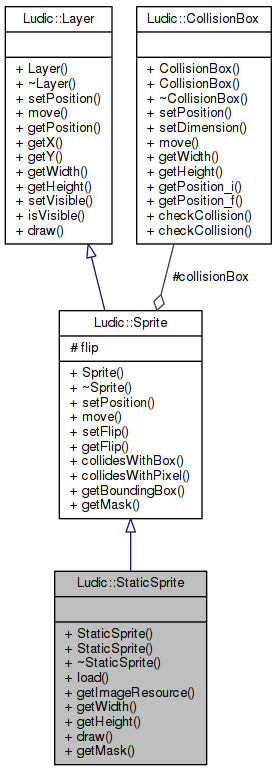 Ludic::Layer
+ Layer()
+ ~Layer()
+ setPosition()
+ move()
+ getPosition()
+ getX()
+ getY()
+ getWidth()
+ getHeight()
+ setVisible()
+ isVisible()
+ draw()
Ludic::CollisionBox
+ CollisionBox()
+ CollisionBox()
+ ~CollisionBox()
+ setPosition()
+ setDimension()
+ move()
+ getWidth()
+ getHeight()
+ getPosition_i()
+ getPosition_f()
+ checkCollision()
+ checkCollision()
#collisionBox
Ludic::Sprite
# flip
+ Sprite()
+ ~Sprite()
+ setPosition()
+ move()
+ setFlip()
+ getFlip()
+ collidesWithBox()
+ collidesWithPixel()
+ getBoundingBox()
+ getMask()
Ludic::StaticSprite
+ StaticSprite()
+ StaticSprite()
+ ~StaticSprite()
+ load()
+ getImageResource()
+ getWidth()
+ getHeight()
+ draw()
+ getMask()